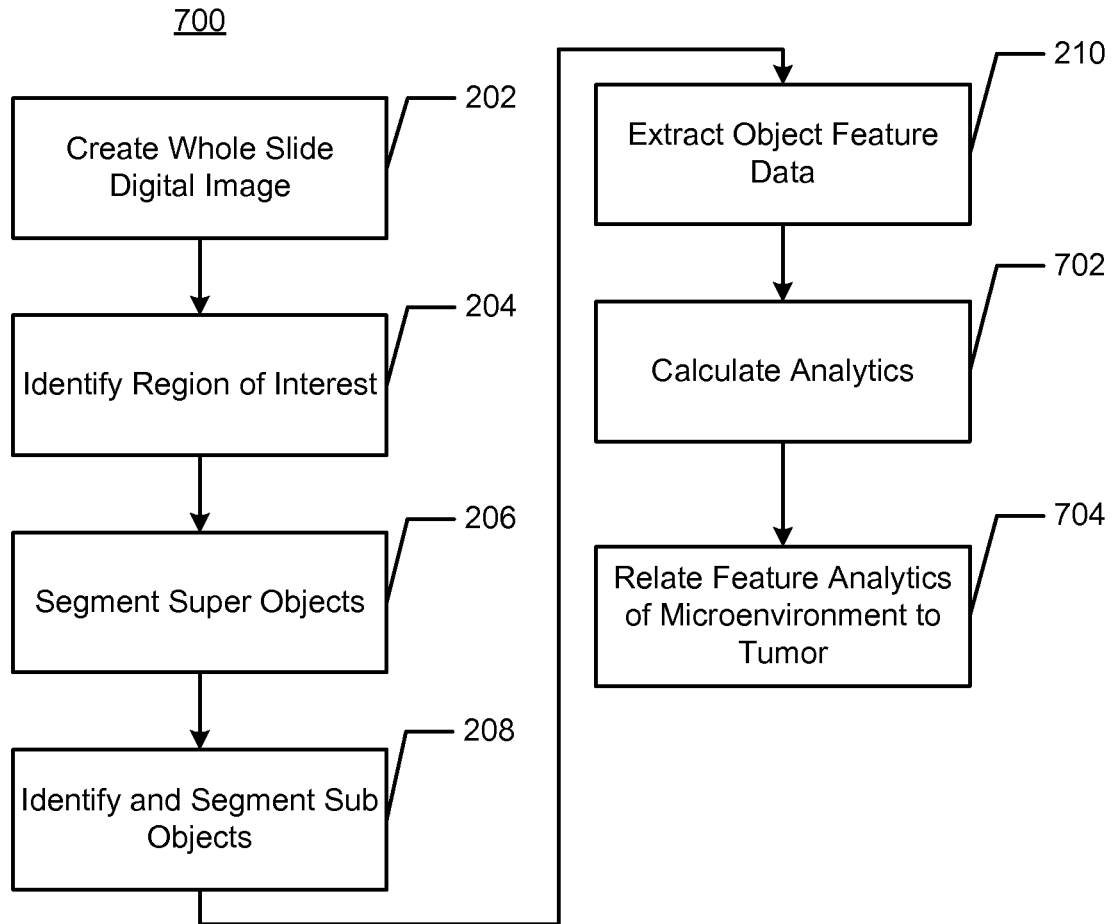 700
202
Create Whole Slide
Digital Image
204
Identify Region of Interest
206
Segment Super Objects
208
Identify and Segment Sub
Objects
210
Extract Object Feature
Data
702
Calculate Analytics
704
Relate Feature Analytics
of Microenvironment to
Tumor